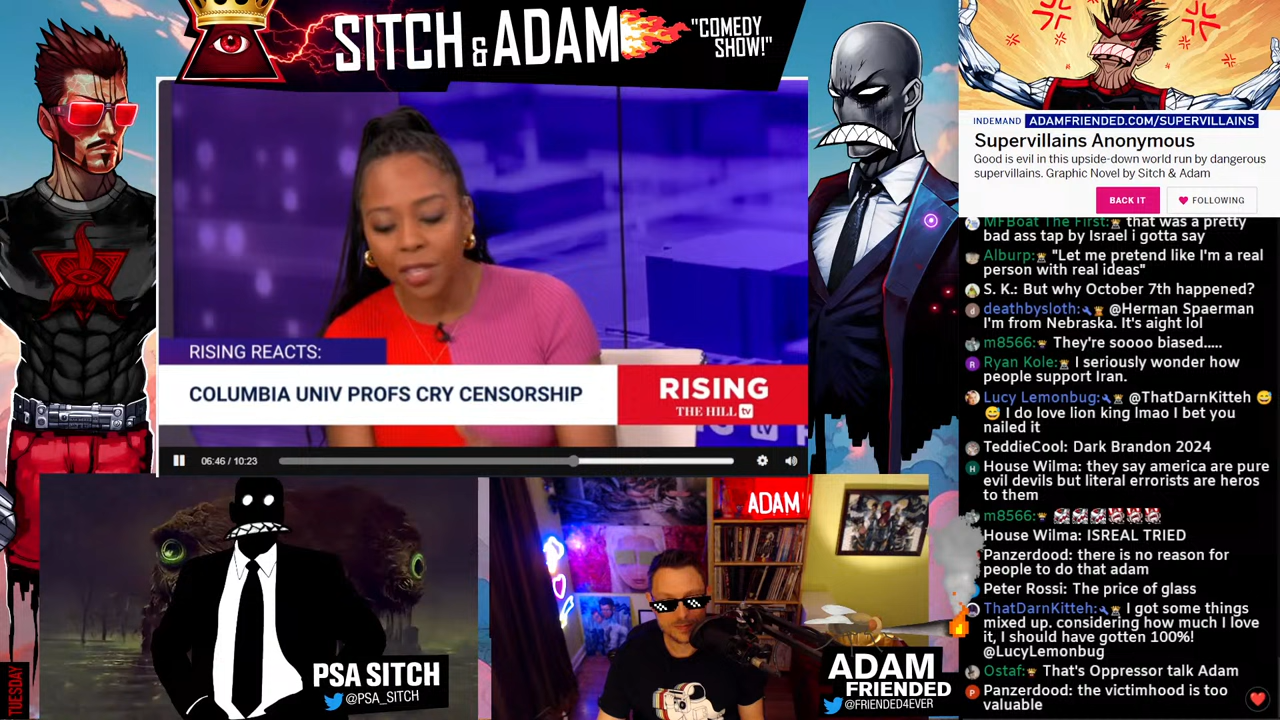 SITCH & ADAM
"COMEDY
SHOW!"
INDEMAND ADAMFRIENDED.COM/SUPERVILLAINS
Supervillains Anonymous
Good is evil in this upside-down world run by dangerous
supervillains. Graphic Novel by Sitch & Adam
BACK IT
FOLLOWING
RISING REACTS:
COLUMBIA UNIV PROFS CRY CENSORSHIP
RISING
THE HILL tv
tv
06:46 / 10:23
ADAM
PSA SITCH
@PSA_SITCH
ADAM
FRIENDED
@FRIENDED4EVER
TUESDAY
MFBoat The First: that was a pretty
bad ass tap by Israel i gotta say
Alburp: "Let me pretend like I'm a real
person with real ideas"
S. K.: But why October 7th happened?
deathbysloth: @Herman Spaerman
I'm from Nebraska. It's aight lol
m8566: They're soooo biased.....
Ryan Kole: I seriously wonder how
people support Iran.
Lucy Lemonbug: @ThatDarnKitteh 😅
😅 I do love lion king lmao I bet you
nailed it
TeddieCool: Dark Brandon 2024
House Wilma: they say america are pure
evil devils but literal errorists are heros
to them
m8566:
House Wilma: ISREAL TRIED
Panzerdood: there is no reason for
people to do that adam
Peter Rossi: The price of glass
ThatDarnKitteh: I got some things
mixed up. considering how much I love
it, I should have gotten 100%!
@LucyLemonbug
Ostaf: That's Oppressor talk Adam
Panzerdood: the victimhood is too
valuable